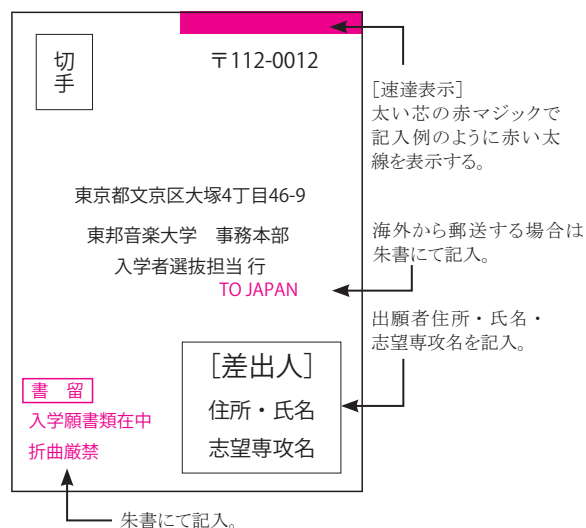 切手
〒112-0012
[速達表示]
太い芯の赤マジックで
記入例のように赤い太
線を表示する。
東京都文京区大塚4丁目46-9
東邦音楽大学　事務本部
入学者選抜担当 行
TO JAPAN
海外から郵送する場合は
朱書にて記入。
出願者住所・氏名・
志望専攻名を記入。
[差出人]
住所・氏名
志望専攻名
書　留
入学願書類在中
折曲厳禁
朱書にて記入。